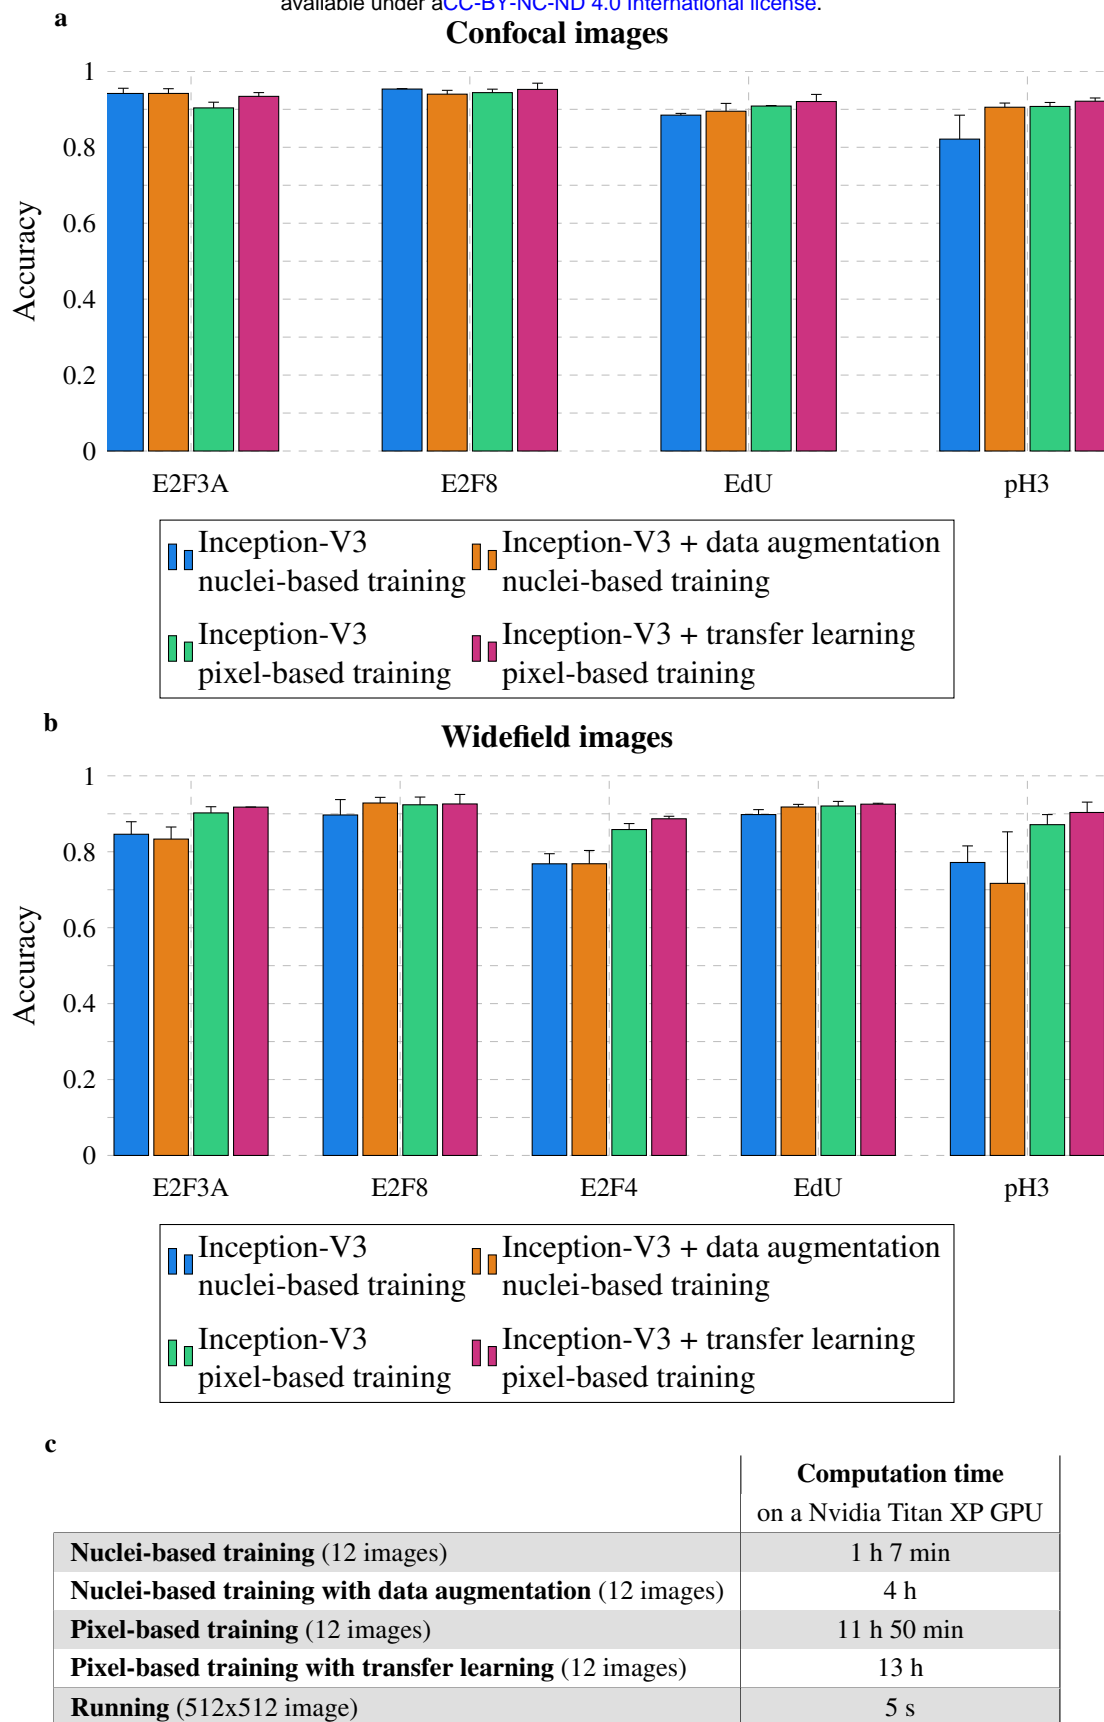 available under aCC-BY-NC-ND 4.0 International license.
a
Confocal images
1
0.8
0.6
0.4
0.2
0
Accuracy
E2F3A E2F8 EdU pH3
Inception-V3 nuclei-based training
Inception-V3 + data augmentation nuclei-based training
Inception-V3 pixel-based training
Inception-V3 + transfer learning pixel-based training
b
Widefield images
1
0.8
0.6
0.4
0.2
0
Accuracy
E2F3A E2F8 E2F4 EdU pH3
Inception-V3 nuclei-based training
Inception-V3 + data augmentation nuclei-based training
Inception-V3 pixel-based training
Inception-V3 + transfer learning pixel-based training
c
Computation time
on a Nvidia Titan XP GPU
Nuclei-based training (12 images) 1 h 7 min
Nuclei-based training with data augmentation (12 images) 4 h
Pixel-based training (12 images) 11 h 50 min
Pixel-based training with transfer learning (12 images) 13 h
Running (512x512 image) 5 s